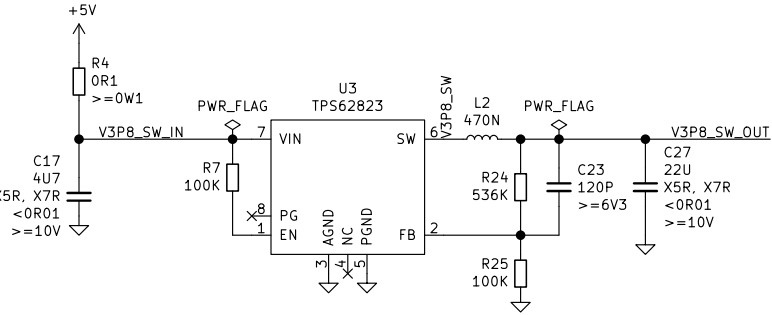 +5V
R4
0R1
>=0W1
U3
TPS62823
V3P8_SW
L2
470N
PWR_FLAG
PWR_FLAG
V3P8_SW_IN
7
VIN
SW
6
V3P8_SW_OUT
C17
4U7
X5R, X7R
<0R01
>=10V
R7
100K
R24
536K
C23
120P
>=6V3
C27
22U
X5R, X7R
<0R01
>=10V
8
PG
1
EN
AGND
NC
PGND
FB
2
3
4
5
R25
100K